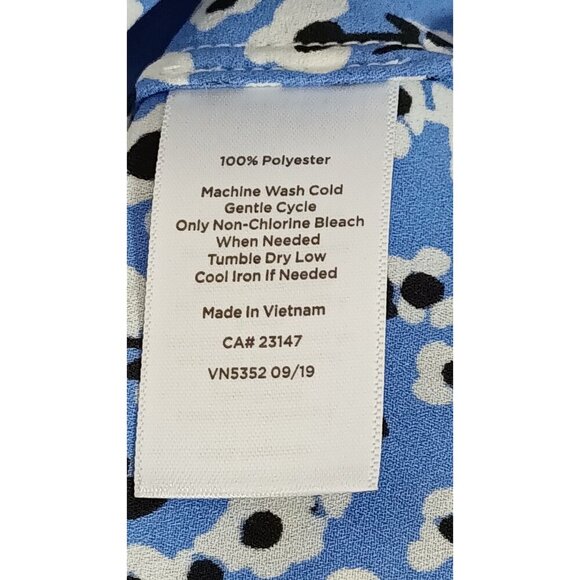 100% Polyester
Machine Wash Cold
Gentle Cycle
Only Non-Chlorine Bleach
When Needed
Tumble Dry Low
Cool Iron If Needed
Made In Vietnam
CA# 23147
VN5352 09/19